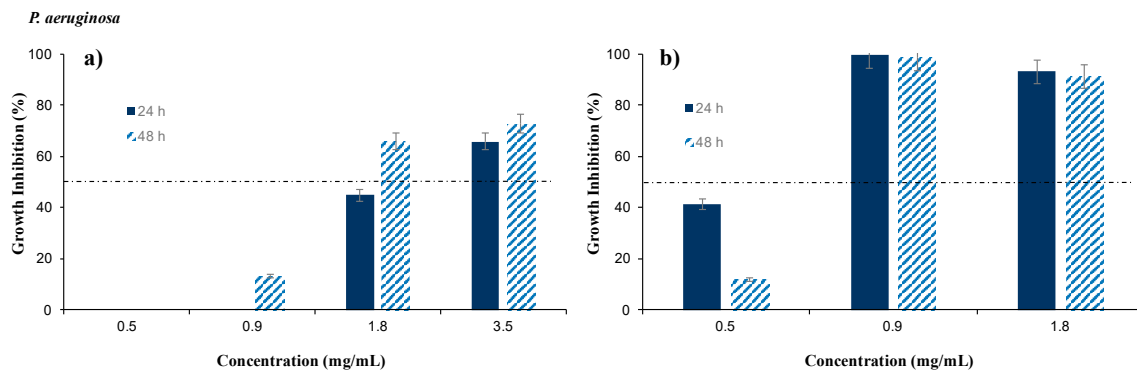 P. aeruginosa
a)
Growth Inhibition (%)
100
80
60
40
20
0
24 h
48 h
0.5 0.9 1.8 3.5
Concentration (mg/mL)
b)
Growth Inhibition (%)
100
80
60
40
20
0
24 h
48 h
0.5 0.9 1.8
Concentration (mg/mL)